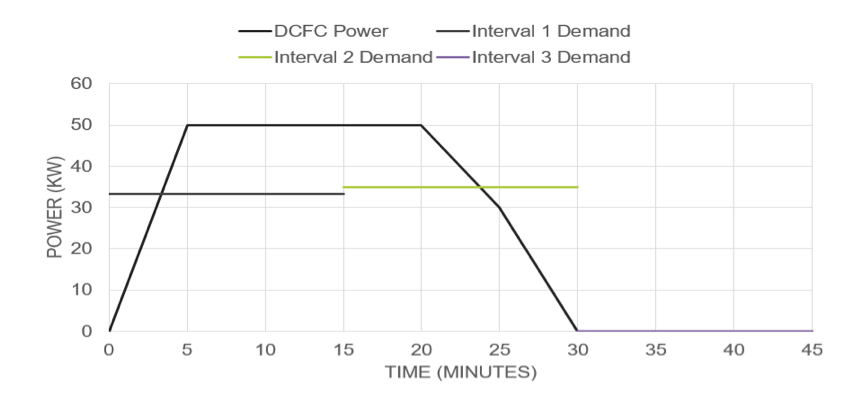 DCFC Power Interval 1 Demand
Interval 2 Demand Interval 3 Demand
60
50
40
30
20
10
0
POWER (KW)
0 5 10 15 20 25 30 35 40 45
TIME (MINUTES)